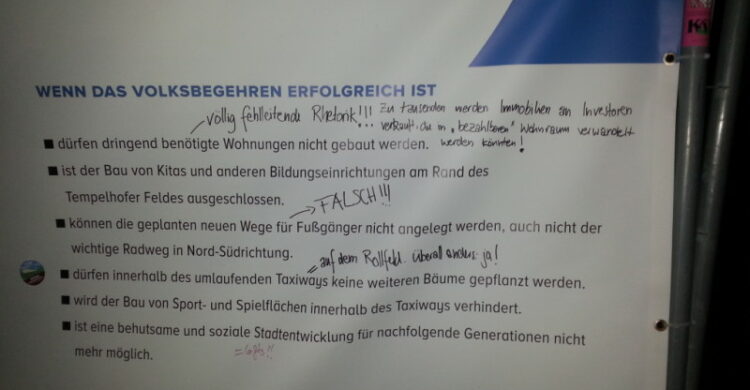 WENN DAS VOLKSBEGEHREN ERFOLGREICH IST
völlig fehlleitende Rhetorik!!! Zu tausenden werden Immobilien an Investoren
verkauft, die in "bezahlbaren" Wohnraum verwandelt
werden könnten!
■ dürfen dringend benötigte Wohnungen nicht gebaut werden.
■ ist der Bau von Kitas und anderen Bildungseinrichtungen am Rand des
Tempelhofer Feldes ausgeschlossen.
FALSCH!!!
■ können die geplanten neuen Wege für Fußgänger nicht angelegt werden, auch nicht der
wichtige Radweg in Nord-Südrichtung.
auf dem Rollfeld. überall anders: ja!
■ dürfen innerhalb des umlaufenden Taxiways keine weiteren Bäume gepflanzt werden.
■ wird der Bau von Sport- und Spielflächen innerhalb des Taxiways verhindert.
■ ist eine behutsame und soziale Stadtentwicklung für nachfolgende Generationen nicht
mehr möglich.